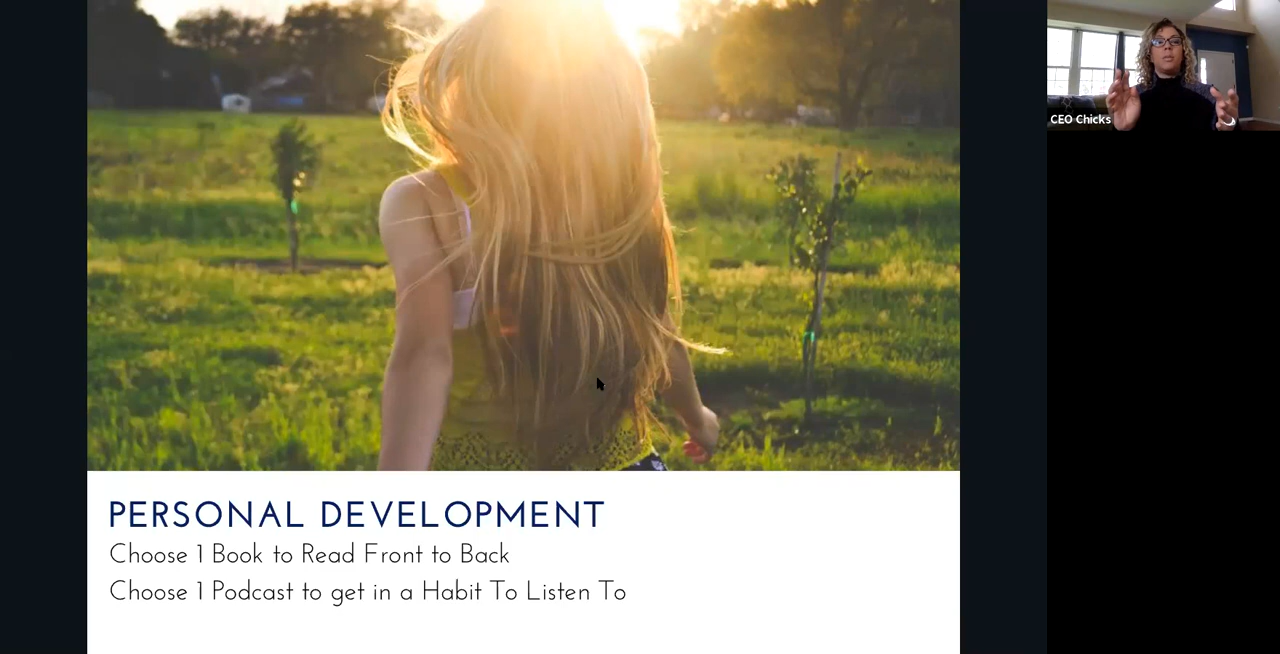 CEO Chicks
PERSONAL DEVELOPMENT
Choose 1 Book to Read Front to Back
Choose 1 Podcast to get in a Habit To Listen To